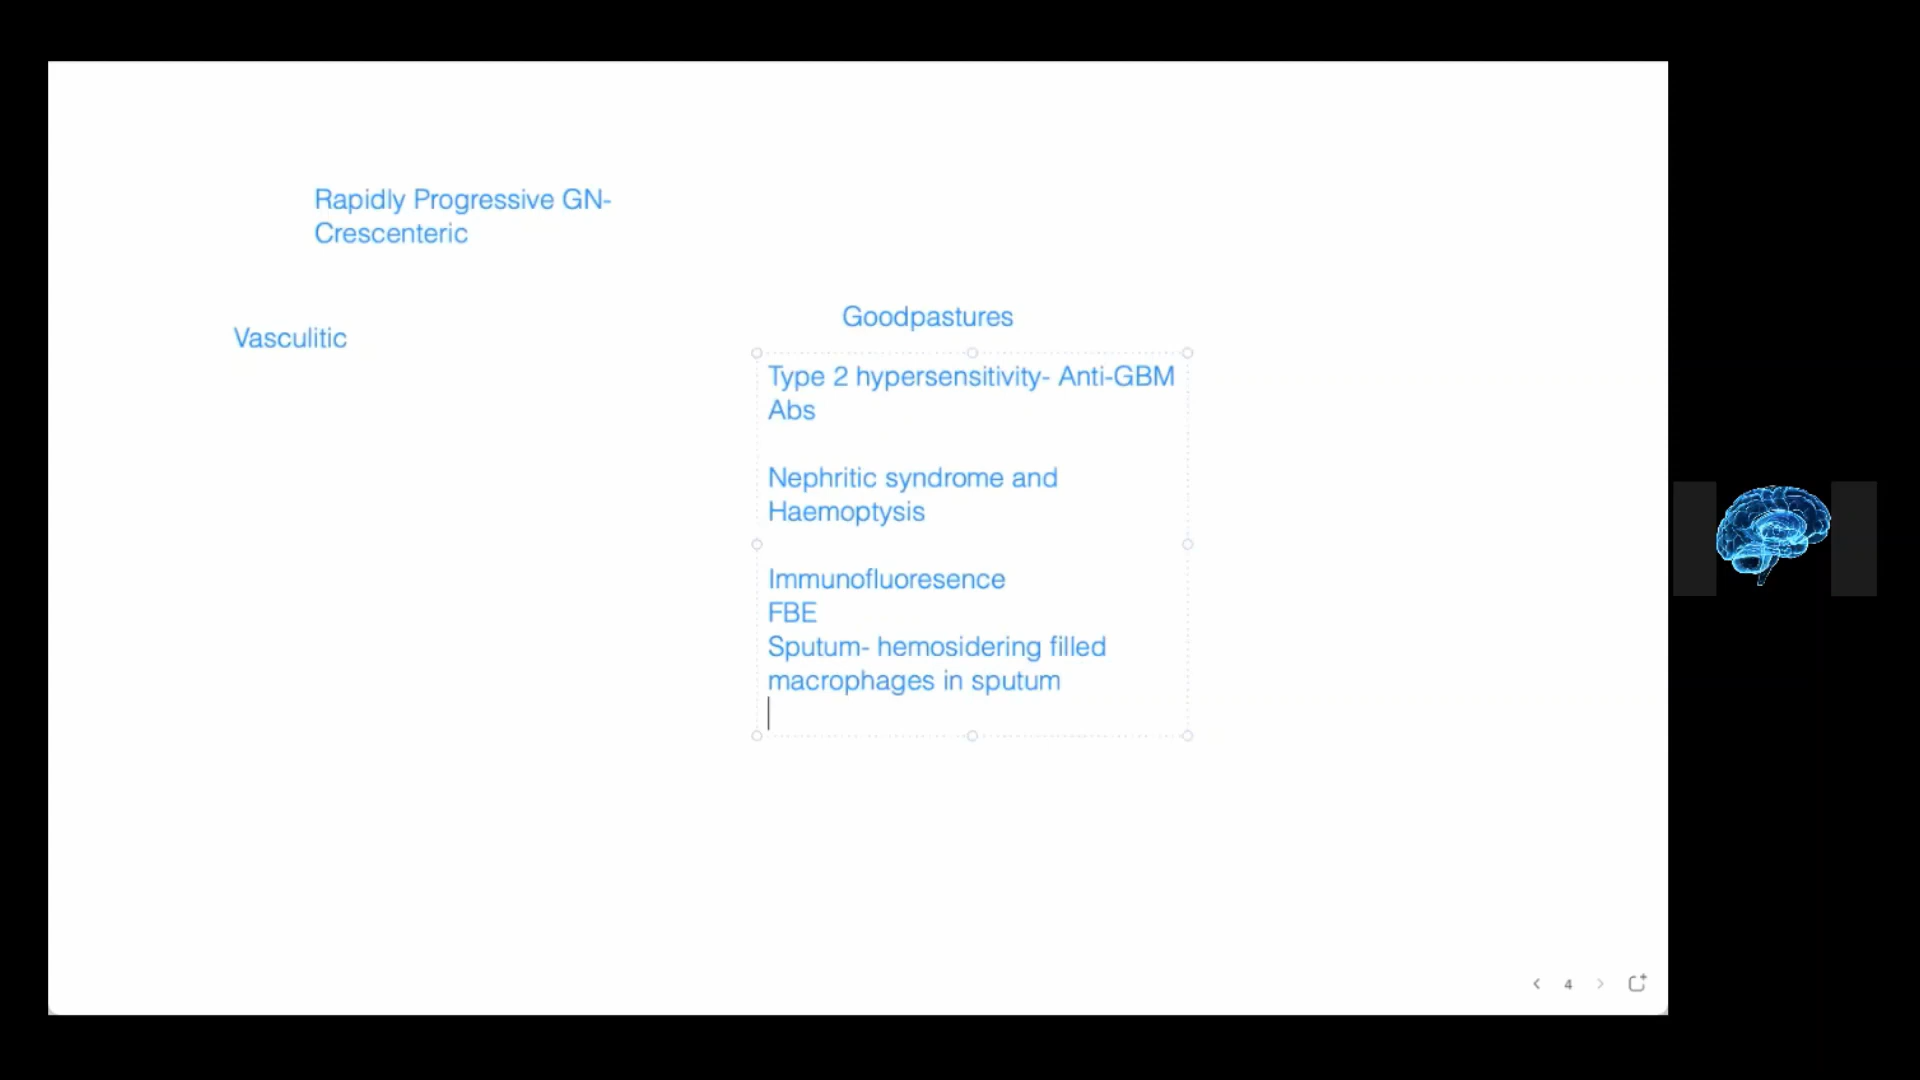 Rapidly Progressive GN-
Crescenteric
Vasculitic
Goodpastures
Type 2 hypersensitivity- Anti-GBM
Abs
Nephritic syndrome and
Haemoptysis
Immunofluoresence
FBE
Sputum- hemosidering filled
macrophages in sputum
4